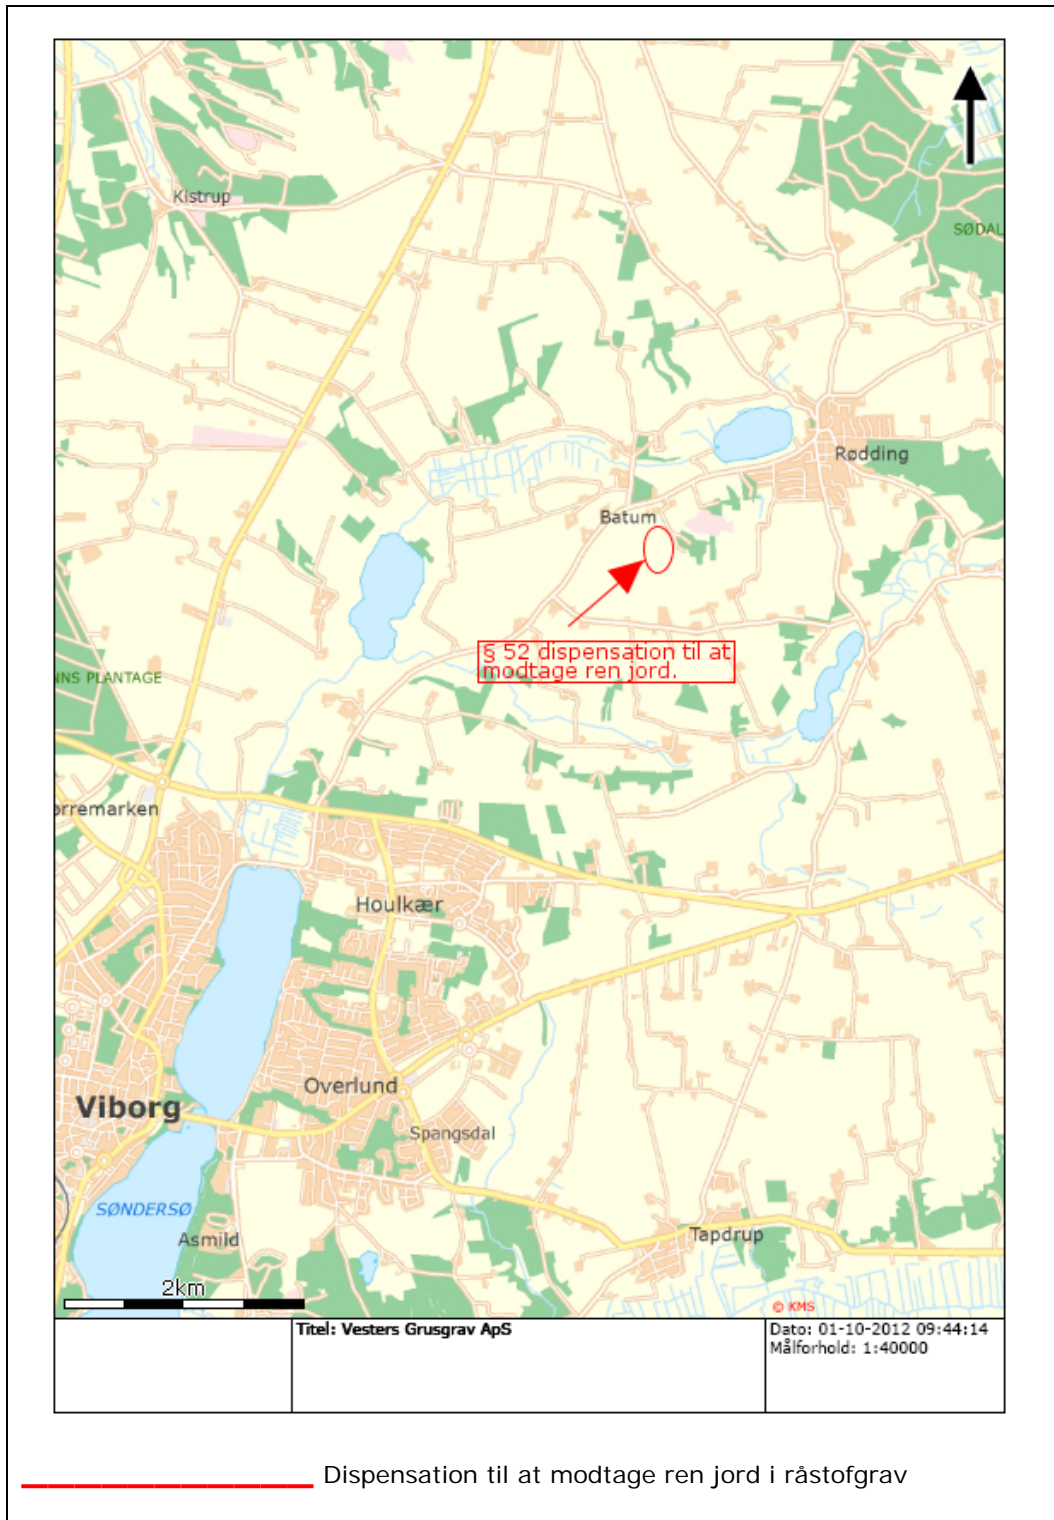 Kistrup
SØDAL
Rødding
Batum
§ 52 dispensation til at
modtage ren jord.
NNS PLANTAGE
orremarken
Houlkær
Overlund
Viborg
Spangsdal
SØNDERSØ
Asmild
Tapdrup
2km
© KMS
Titel: Vesters Grusgrav ApS
Dato: 01-10-2012 09:44:14
Målforhold: 1:40000
Dispensation til at modtage ren jord i råstofgrav